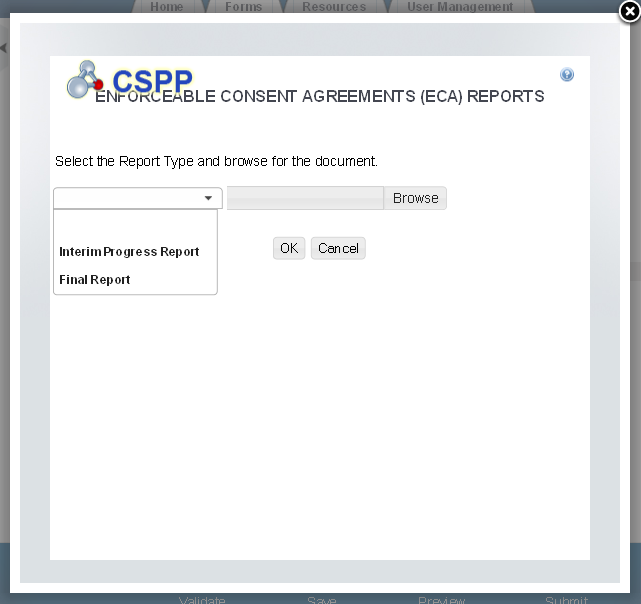 Home Forms Resources User Management
CSPP
ENFORCEABLE CONSENT AGREEMENTS (ECA) REPORTS
Select the Report Type and browse for the document.
Browse
Interim Progress Report
OK Cancel
Final Report
Validate Save Preview Submit